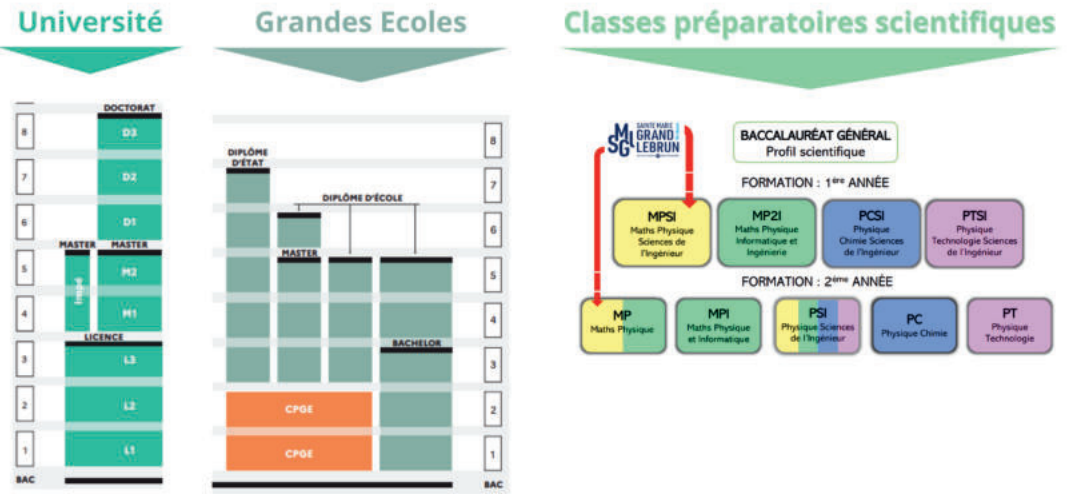 Université
Grandes Ecoles
Classes préparatoires scientifiques
DOCTORAT
8
D3
7
D2
6
D1
MASTER
MASTER
5
M2
Inspé
4
M1
LICENCE
3
L3
2
L2
1
L1
BAC
8
DIPLÔME
D'ÉTAT
7
DIPLÔME D'ÉCOLE
6
MASTER
5
4
BACHELOR
3
CPGE
2
CPGE
1
BAC
SMGL
SAINTE MARIE
GRAND
LEBRUN
BACCALAURÉAT GÉNÉRAL
Profil scientifique
FORMATION : 1ère ANNÉE
MPSI
Maths Physique
Sciences de
l'Ingénieur
MP2I
Maths Physique
Informatique et
Ingénierie
PCSI
Physique
Chimie Sciences
de l'Ingénieur
PTSI
Physique
Technologie Sciences
de l'Ingénieur
FORMATION : 2ème ANNÉE
MP
Maths Physique
MPI
Maths Physique
et Informatique
PSI
Physique Sciences
de l'Ingénieur
PC
Physique Chimie
PT
Physique
Technologie